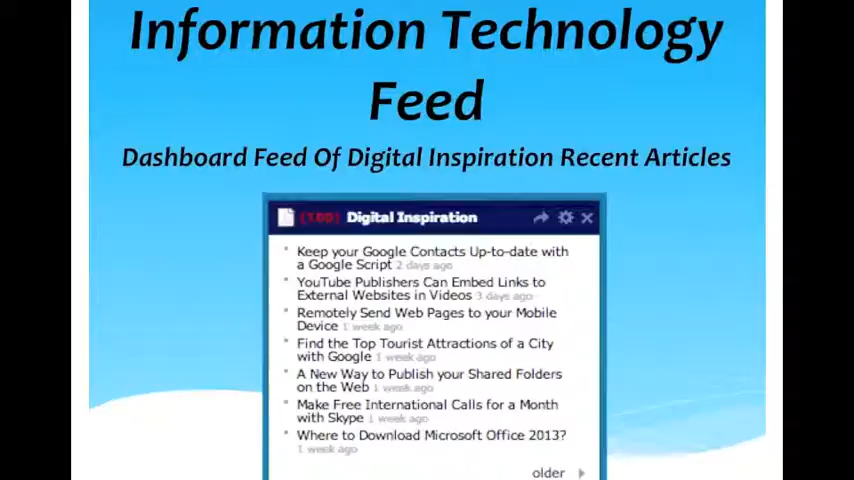 Information Technology
Feed
Dashboard Feed Of Digital Inspiration Recent Articles
(100) Digital Inspiration
Keep your Google Contacts Up-to-date with
a Google Script 2 days ago
YouTube Publishers Can Embed Links to
External Websites in Videos 3 days ago
Remotely Send Web Pages to your Mobile
Device 1 week ago
Find the Top Tourist Attractions of a City
with Google 1 week ago
A New Way to Publish your Shared Folders
on the Web 1 week ago
Make Free International Calls for a Month
with Skype 1 week ago
Where to Download Microsoft Office 2013?
1 week ago
older